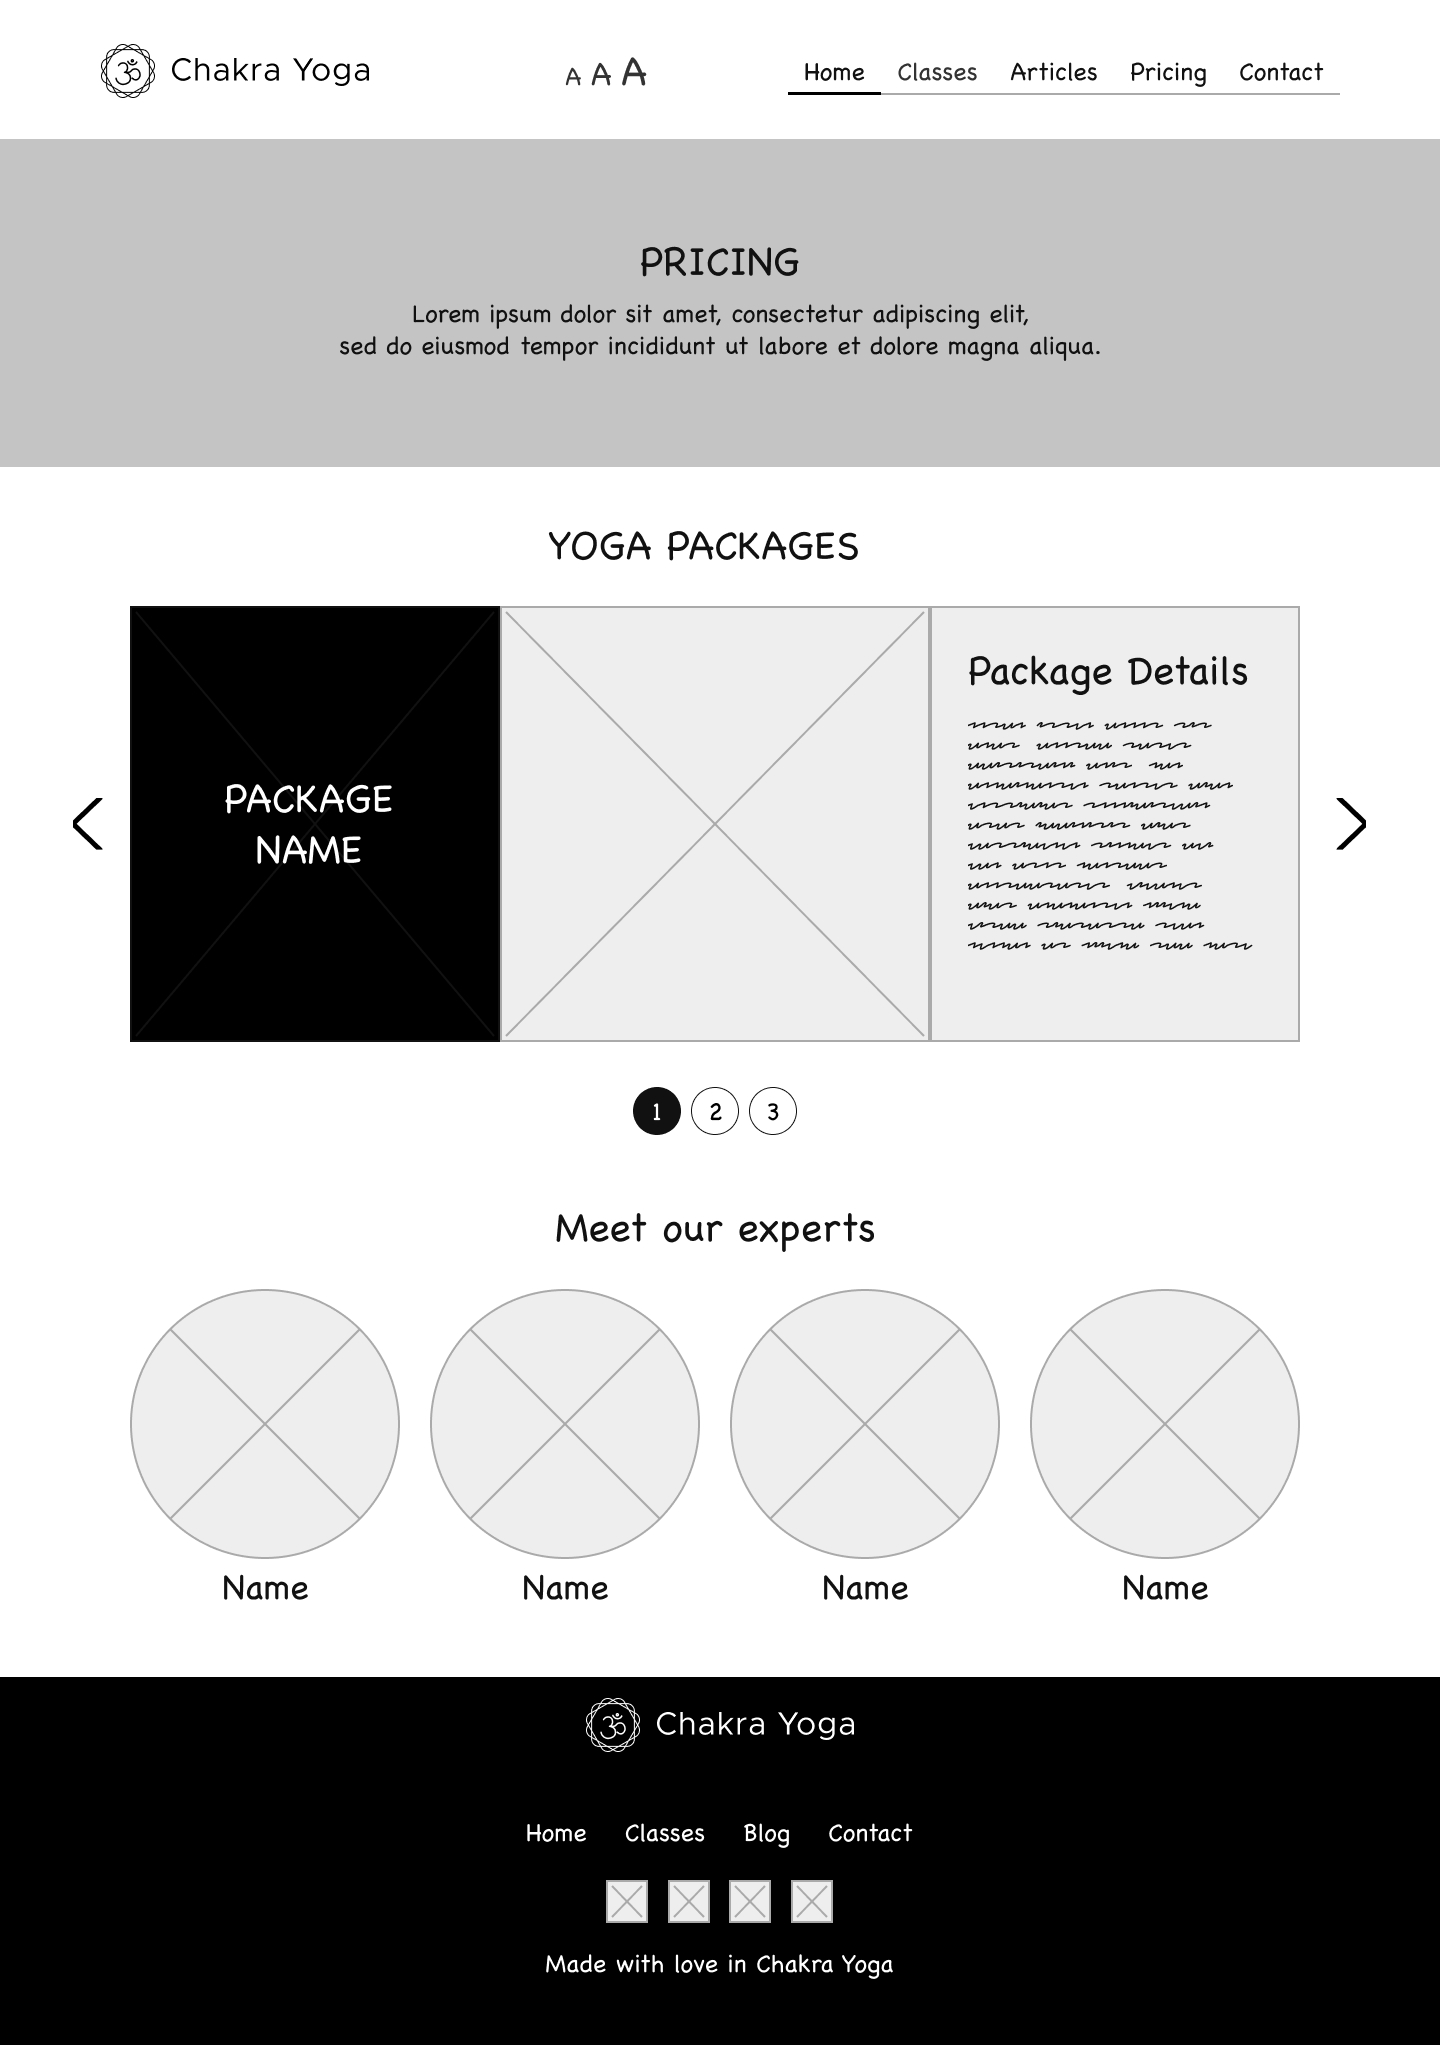 ॐ Chakra Yoga
A A A
Home Classes Articles Pricing Contact
PRICING
Lorem ipsum dolor sit amet, consectetur adipiscing elit,
sed do eiusmod tempor incididunt ut labore et dolore magna aliqua.
YOGA PACKAGES
PACKAGE
NAME
Package Details
1 2 3
Meet our experts
Name Name Name Name
ॐ Chakra Yoga
Home Classes Blog Contact
Made with love in Chakra Yoga